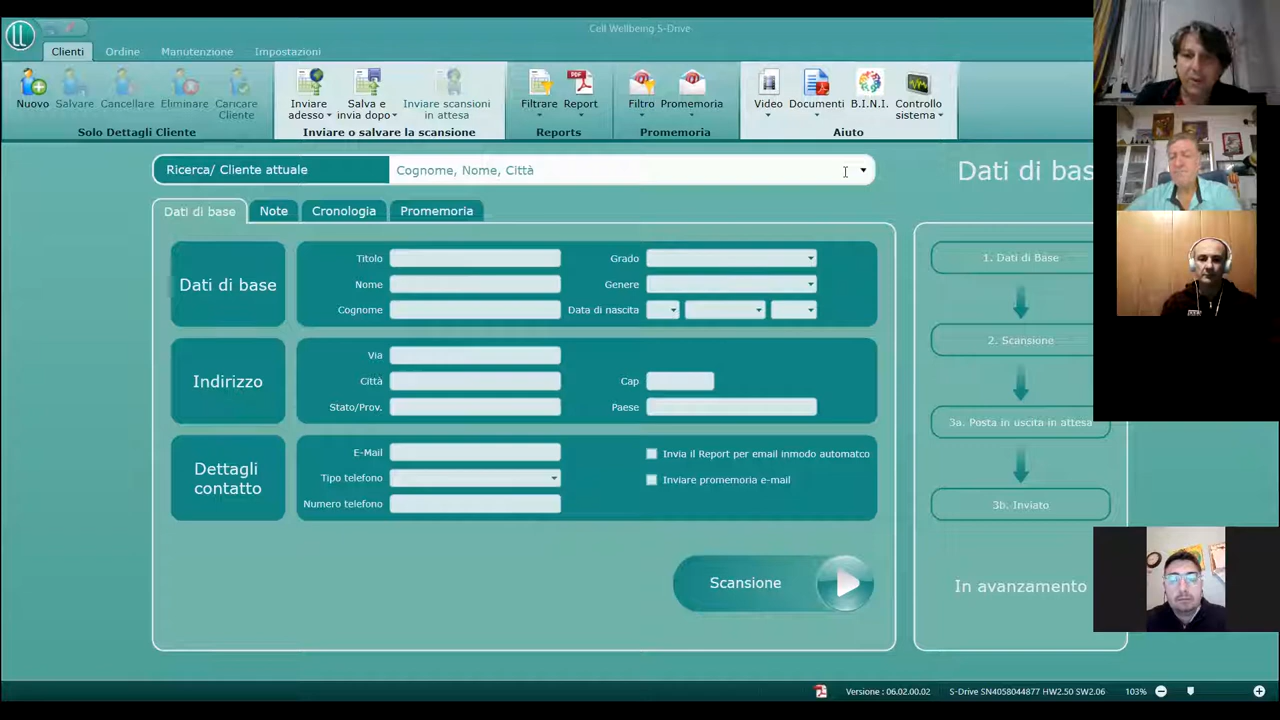 Cell Wellbeing S-Drive
Clienti Ordine Manutenzione Impostazioni
Nuovo Salvare Cancellare Eliminare Caricare Cliente
Solo Dettagli Cliente
Inviare adesso Salva e invia dopo Inviare scansioni in attesa
Inviare o salvare la scansione
Filtrare Report
Reports
Filtro Promemoria
Promemoria
Video Documenti B.I.N.I. Controllo sistema
Aiuto
Ricerca/ Cliente attuale Cognome, Nome, Città
Dati di bas
Dati di base Note Cronologia Promemoria
Dati di base
Titolo Grado
Nome Genere
Cognome Data di nascita
Indirizzo
Via
Città Cap
Stato/Prov. Paese
Dettagli contatto
E-Mail Invia il Report per email inmodo automatco
Tipo telefono Inviare promemoria e-mail
Numero telefono
Scansione
1. Dati di Base
2. Scansione
3a. Posta in uscita in attesa
3b. Inviato
In avanzamento
PDF
Versione : 06.02.00.02 S-Drive SN4058044877 HW2.50 SW2.06 103%